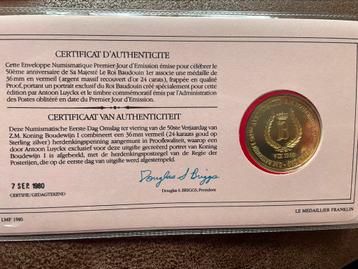 CERTIFICAT D'AUTHENTICITE
Cette Enveloppe Numismatique Premier-Jour d'Emission émise pour célébrer le
50ème anniversaire de Sa Majesté Le Roi Baudouin 1er associe une médaille de
36 mm en vermeil (argent massif recouvert d'or 24 carats), frappée en qualité
Proof, portant un portrait exclusif du Roi Baudouin créé spécialement pour cette
édition par Antoon Luyckx et le timbre commémoratif émis par l'Administration
des Postes oblitéré en date du Premier Jour d'Emission.
CERTIFICAAT VAN AUTHENTICITEIT
Deze Numismatische Eerste-Dag Omslag ter viering van de 50ste Verjaardag van
Z.M. Koning Boudewijn I combineert een 36 mm vermeil (24-karaats goud op
Sterling zilver) herdenkingspenning aangemunt in Proofkwaliteit, waarop een
door Antoon Luyckx exclusief voor deze uitgifte gecreëerd portret van Koning
Boudewijn I is afgebeeld, met de herdenkingspostzegel van de Regie der
Posterijen, die op de eerste dag van uitgifte werd afgestempeld.
7 SEP. 1980
CERTIFIE/GEDAGTEKEND
Douglas S Briggs
Douglas S. BRIGGS, President
LMF 1980
LE MEDAILLIER FRANKLIN